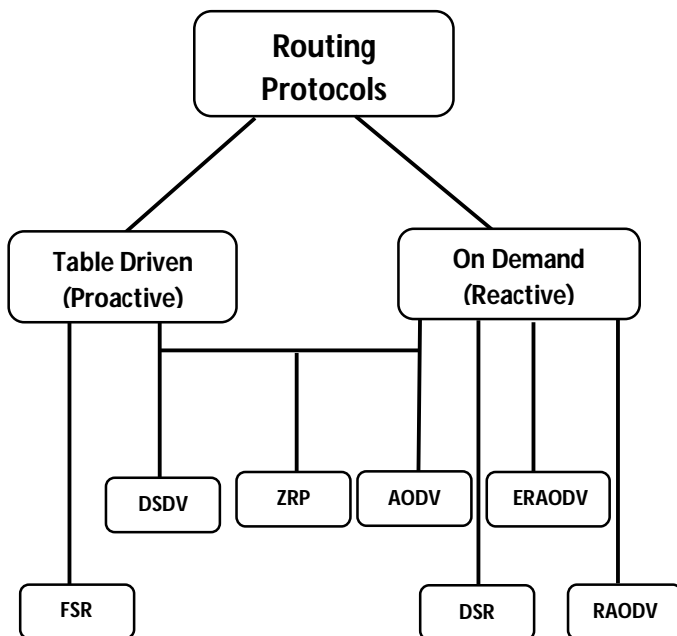 Routing
Protocols
Table Driven
(Proactive)
On Demand
(Reactive)
DSDV
ZRP
AODV
ERAODV
FSR
DSR
RAODV